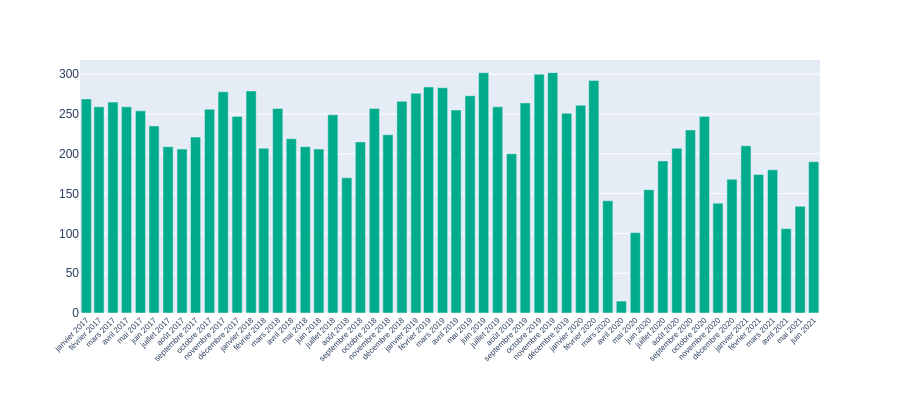 300
250
200
150
100
50
0
janvier 2017
février 2017
mars 2017
avril 2017
mai 2017
juin 2017
juillet 2017
août 2017
septembre 2017
octobre 2017
novembre 2017
décembre 2017
janvier 2018
février 2018
mars 2018
avril 2018
mai 2018
juin 2018
juillet 2018
août 2018
septembre 2018
octobre 2018
novembre 2018
décembre 2018
janvier 2019
février 2019
mars 2019
avril 2019
mai 2019
juin 2019
juillet 2019
août 2019
septembre 2019
octobre 2019
novembre 2019
décembre 2019
janvier 2020
février 2020
mars 2020
avril 2020
mai 2020
juin 2020
juillet 2020
août 2020
septembre 2020
octobre 2020
novembre 2020
décembre 2020
janvier 2021
février 2021
mars 2021
avril 2021
mai 2021
juin 2021